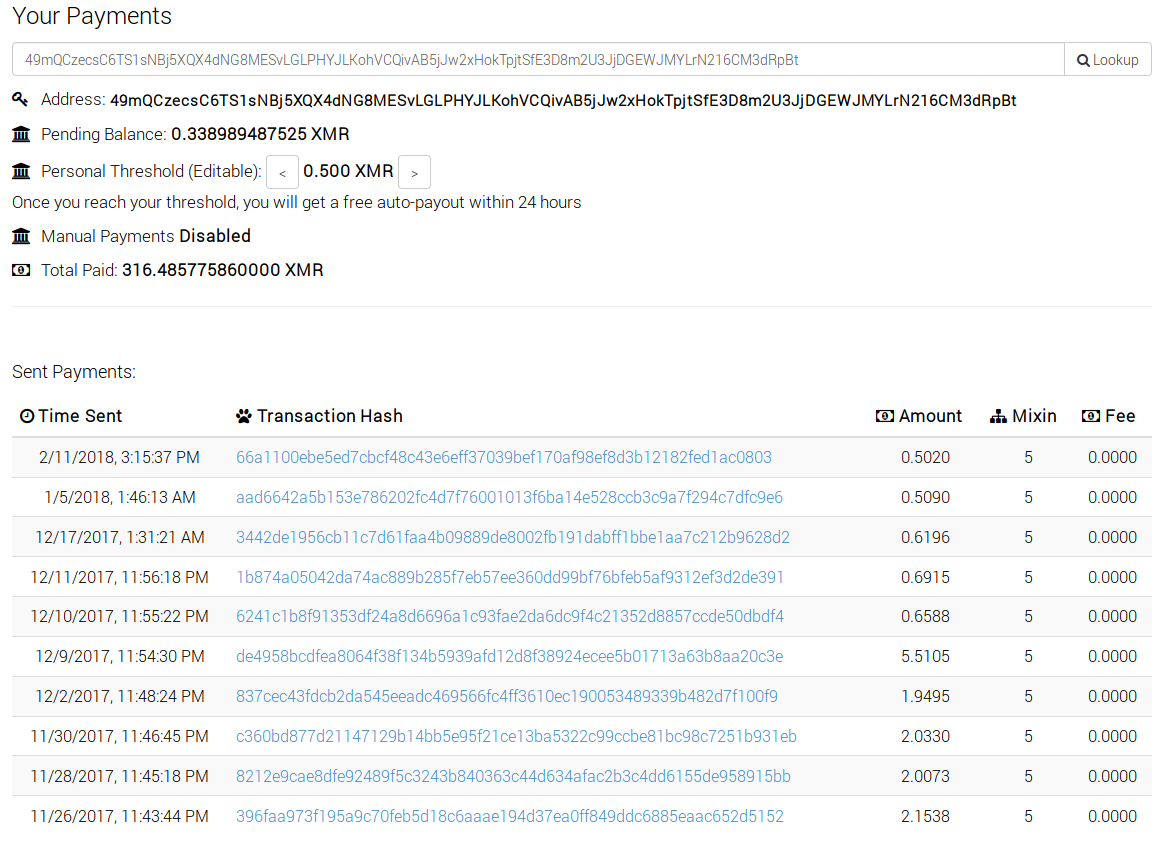 Your Payments
49mQCzecsC6TS1sNBj5XQX4dNG8MESvLGLPHYJLKohVCQivAB5jJw2xHokTpjtSfE3D8m2U3JjDGEWJMYLrN216CM3dRpBt Lookup
Address: 49mQCzecsC6TS1sNBj5XQX4dNG8MESvLGLPHYJLKohVCQivAB5jJw2xHokTpjtSfE3D8m2U3JjDGEWJMYLrN216CM3dRpBt
Pending Balance: 0.338989487525 XMR
Personal Threshold (Editable): < 0.500 XMR >
Once you reach your threshold, you will get a free auto-payout within 24 hours
Manual Payments Disabled
Total Paid: 316.485775860000 XMR
Sent Payments:
Time Sent Transaction Hash Amount Mixin Fee
2/11/2018, 3:15:37 PM 66a1100ebe5ed7cbcf48c43e6eff37039bef170af98ef8d3b12182fed1ac0803 0.5020 5 0.0000
1/5/2018, 1:46:13 AM aad6642a5b153e786202fc4d7f76001013f6ba14e528ccb3c9a7f294c7dfc9e6 0.5090 5 0.0000
12/17/2017, 1:31:21 AM 3442de1956cb11c7d61faa4b09889de8002fb191dabff1bbe1aa7c212b9628d2 0.6196 5 0.0000
12/11/2017, 11:56:18 PM 1b874a05042da74ac889b285f7eb57ee360dd99bf76bfeb5af9312ef3d2de391 0.6915 5 0.0000
12/10/2017, 11:55:22 PM 6241c1b8f91353df24a8d6696a1c93fae2da6dc9f4c21352d8857ccde50dbdf4 0.6588 5 0.0000
12/9/2017, 11:54:30 PM de4958bcdfea8064f38f134b5939afd12d8f38924ecee5b01713a63b8aa20c3e 5.5105 5 0.0000
12/2/2017, 11:48:24 PM 837cec43fdcb2da545eeadc469566fc4ff3610ec190053489339b482d7f100f9 1.9495 5 0.0000
11/30/2017, 11:46:45 PM c360bd877d21147129b14bb5e95f21ce13ba5322c99ccbe81bc98c7251b931eb 2.0330 5 0.0000
11/28/2017, 11:45:18 PM 8212e9cae8dfe92489f5c3243b840363c44d634afac2b3c4dd6155de958915bb 2.0073 5 0.0000
11/26/2017, 11:43:44 PM 396faa973f195a9c70feb5d18c6aaae194d37ea0ff849ddc6885eaac652d5152 2.1538 5 0.0000